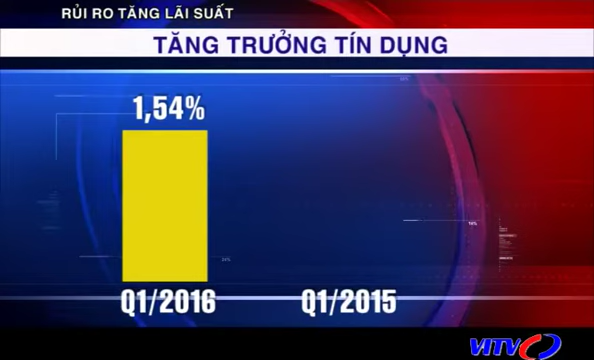 RỦI RO TĂNG LÃI SUẤT
TĂNG TRƯỞNG TÍN DỤNG
1,54%
Q1/2016 Q1/2015
VITV